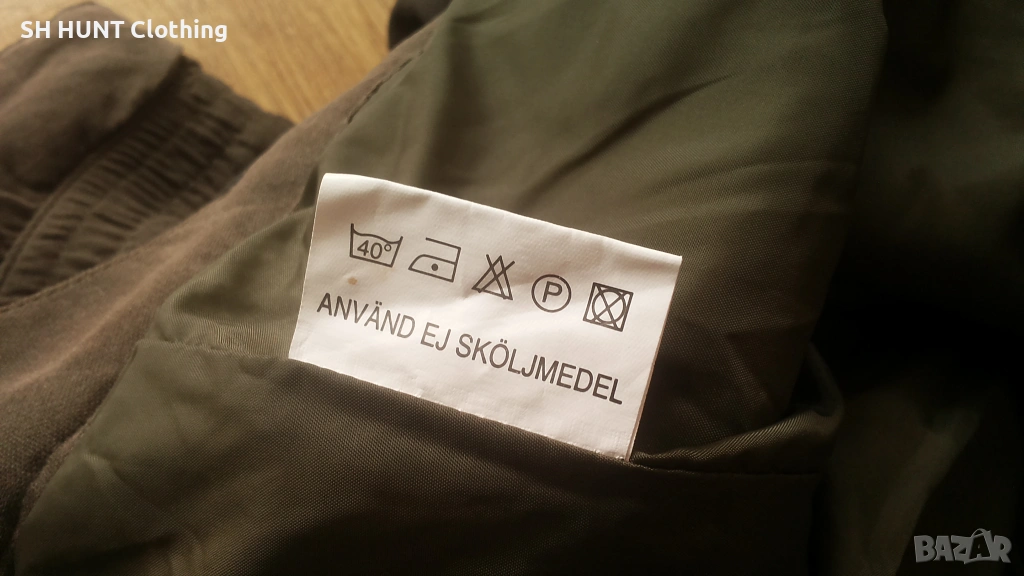 SH HUNT Clothing
40°
P
ANVÄND EJ SKÖLJMEDEL
BAZAR